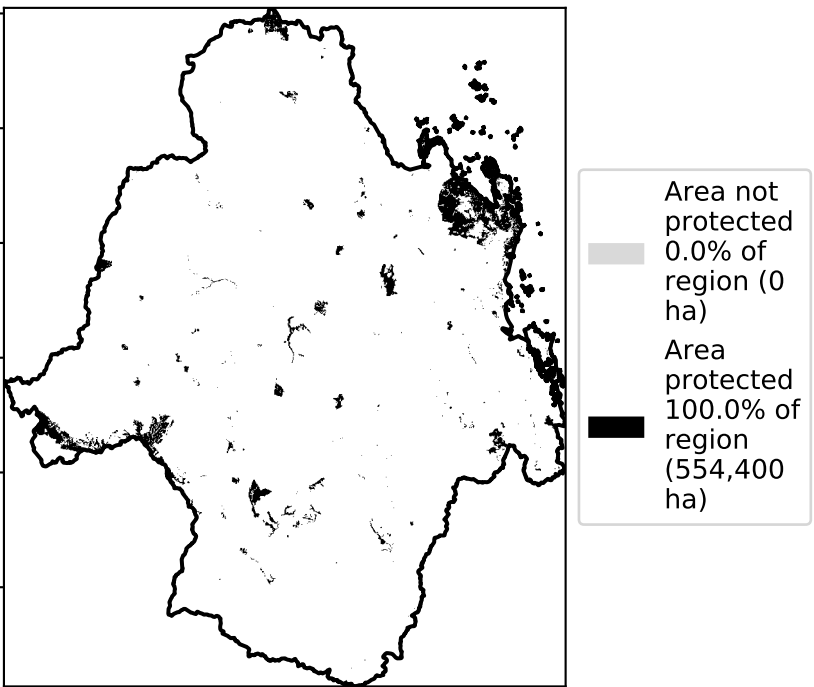 Area not
protected
0.0% of
region (0
ha)
Area
protected
100.0% of
region
(554,400
ha)